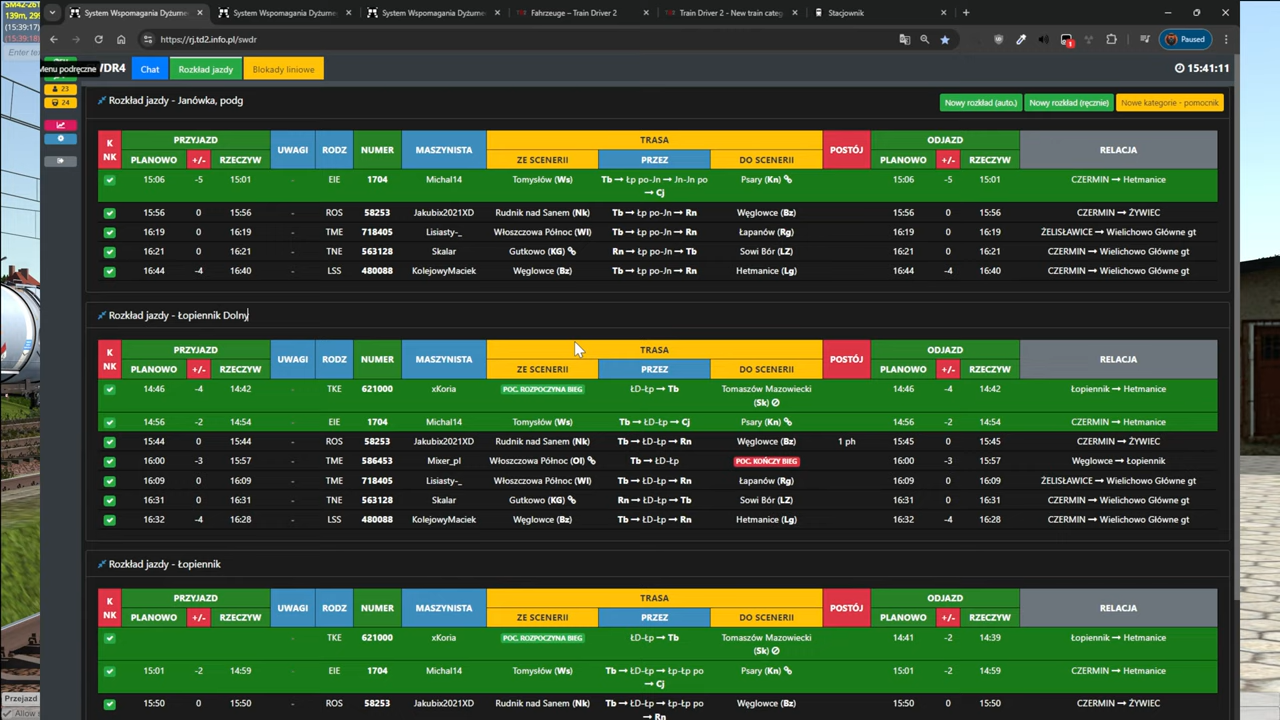 SM42-261
139m, 299
(15:39:17)
(15:39:18)
Enter te
System Wspomagania Dyżurne × System Wspomagania Dyżurne × System Wspomagania Dyżurne × Fahrzeuge – Train Driver 2 × Train Driver 2 - train categ × Stacjownik × +
https://rj.td2.info.pl/swdr Paused
Menu podręczne DR4 Chat Rozkład jazdy Blokady liniowe 15:41:11
23
24
Rozkład jazdy - Janówka, podg Nowy rozkład (auto.) Nowy rozkład (ręcznie) Nowe kategorie - pomocnik
K NK PRZYJAZD UWAGI RODZ NUMER MASZYNISTA TRASA POSTÓJ ODJAZD RELACJA
PLANOWO +/- RZECZYW ZE SCENERII PRZEZ DO SCENERII PLANOWO +/- RZECZYW
15:06 -5 15:01 - EIE 1704 Michal14 Tomysłów (Ws) Tb → Łp po-Jn → Jn-Jn po → Cj Psary (Kn) 15:06 -5 15:01 CZERMIN → Hetmanice
15:56 0 15:56 - ROS 58253 Jakubix2021XD Rudnik nad Sanem (Nk) Tb → Łp po-Jn → Rn Węglowce (Bz) 15:56 0 15:56 CZERMIN → ŻYWIEC
16:19 0 16:19 - TME 718405 Lisiasty-_ Włoszczowa Północ (Wl) Tb → Łp po-Jn → Rn Łapanów (Rg) 16:19 0 16:19 ŻELISŁAWICE → Wielichowo Główne gt
16:21 0 16:21 - TNE 563128 Skalar Gutkowo (KG) Rn → Łp po-Jn → Tb Sowi Bór (LZ) 16:21 0 16:21 CZERMIN → Wielichowo Główne gt
16:44 -4 16:40 - LSS 480088 KolejowyMaciek Węglowce (Bz) Tb → Łp po-Jn → Rn Hetmanice (Lg) 16:44 -4 16:40 CZERMIN → Wielichowo Główne gt
Rozkład jazdy - Łopiennik Dolny
K NK PRZYJAZD UWAGI RODZ NUMER MASZYNISTA TRASA POSTÓJ ODJAZD RELACJA
PLANOWO +/- RZECZYW ZE SCENERII PRZEZ DO SCENERII PLANOWO +/- RZECZYW
14:46 -4 14:42 - TKE 621000 xKoria POC. ROZPOCZYNA BIEG ŁD-Łp → Tb Tomaszów Mazowiecki (Sk) 14:46 -4 14:42 Łopiennik → Hetmanice
14:56 -2 14:54 - EIE 1704 Michal14 Tomysłów (Ws) Tb → ŁD-Łp → Cj Psary (Kn) 14:56 -2 14:54 CZERMIN → Hetmanice
15:44 0 15:44 - ROS 58253 Jakubix2021XD Rudnik nad Sanem (Nk) Tb → ŁD-Łp → Rn Węglowce (Bz) 1 ph 15:45 0 15:45 CZERMIN → ŻYWIEC
16:00 -3 15:57 - TME 586453 Mixer_pl Włoszczowa Północ (Ol) Tb → ŁD-Łp POC. KOŃCZY BIEG 16:00 -3 15:57 Węglowce → Łopiennik
16:09 0 16:09 - TME 718405 Lisiasty-_ Włoszczowa Północ (Wl) Tb → ŁD-Łp → Rn Łapanów (Rg) 16:09 0 16:09 ŻELISŁAWICE → Wielichowo Główne gt
16:31 0 16:31 - TNE 563128 Skalar Gutkowo (KG) Rn → ŁD-Łp → Tb Sowi Bór (LZ) 16:31 0 16:31 CZERMIN → Wielichowo Główne gt
16:32 -4 16:28 - LSS 480088 KolejowyMaciek Węglowce (Bz) Tb → ŁD-Łp → Rn Hetmanice (Lg) 16:32 -4 16:28 CZERMIN → Wielichowo Główne gt
Rozkład jazdy - Łopiennik
K NK PRZYJAZD UWAGI RODZ NUMER MASZYNISTA TRASA POSTÓJ ODJAZD RELACJA
PLANOWO +/- RZECZYW ZE SCENERII PRZEZ DO SCENERII PLANOWO +/- RZECZYW
TKE 621000 xKoria POC. ROZPOCZYNA BIEG ŁD-Łp → Tb Tomaszów Mazowiecki (Sk) 14:41 -2 14:39 Łopiennik → Hetmanice
15:01 -2 14:59 - EIE 1704 Michal14 Tomysłów (Ws) Tb → ŁD-Łp → Łp-Łp po → Cj Psary (Kn) 15:01 -2 14:59 CZERMIN → Hetmanice
15:50 0 15:50 - ROS 58253 Jakubix2021XD Rudnik nad Sanem (Nk) Tb → ŁD-Łp → Łp-Łp po → Rn Węglowce (Bz) 15:50 0 15:50 CZERMIN → ŻYWIEC
Przejazd
Allow